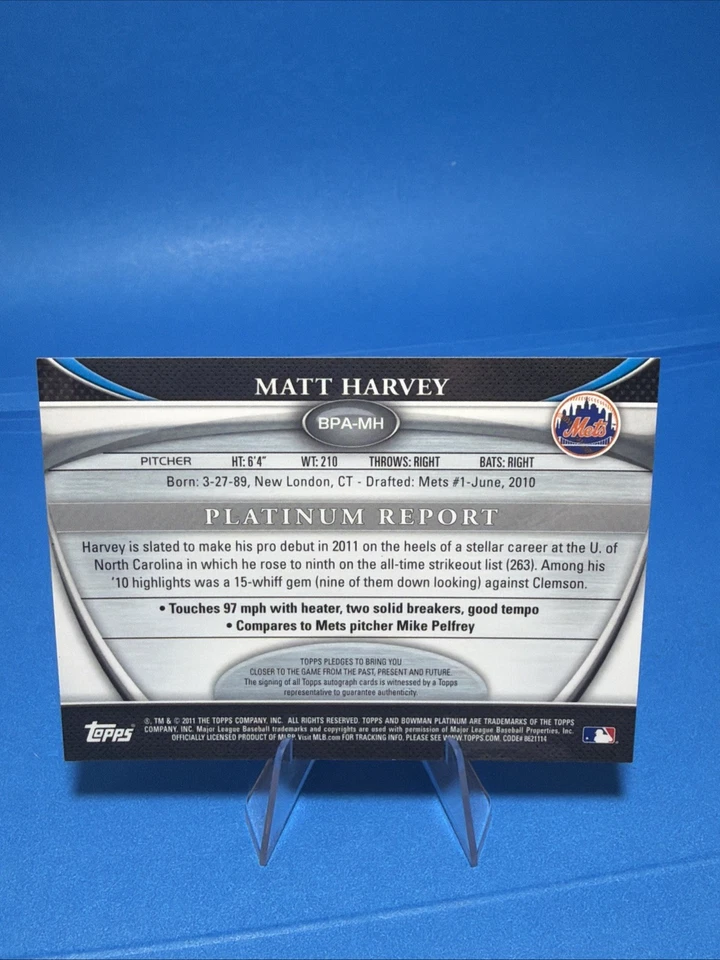 MATT HARVEY
BPA-MH
Mets
PITCHER HT: 6'4" WT: 210 THROWS: RIGHT BATS: RIGHT
Born: 3-27-89, New London, CT - Drafted: Mets #1-June, 2010
PLATINUM REPORT
Harvey is slated to make his pro debut in 2011 on the heels of a stellar career at the U. of
North Carolina in which he rose to ninth on the all-time strikeout list (263). Among his
'10 highlights was a 15-whiff gem (nine of them down looking) against Clemson.
• Touches 97 mph with heater, two solid breakers, good tempo
• Compares to Mets pitcher Mike Pelfrey
TOPPS PLEDGES TO BRING YOU
CLOSER TO THE GAME FROM THE PAST, PRESENT AND FUTURE.
The signing of all Topps autograph cards is witnessed by a Topps
representative to guarantee authenticity.
Topps
®, TM & © 2011 THE TOPPS COMPANY, INC. ALL RIGHTS RESERVED. TOPPS AND BOWMAN PLATINUM ARE TRADEMARKS OF THE TOPPS
COMPANY, INC. Major League Baseball trademarks and copyrights are used with permission of Major League Baseball Properties, Inc.
OFFICIALLY LICENSED PRODUCT OF MLBP. Visit MLB.com FOR TRACKING INFO. PLEASE SEE WWW.TOPPS.COM. CODE# 8621114